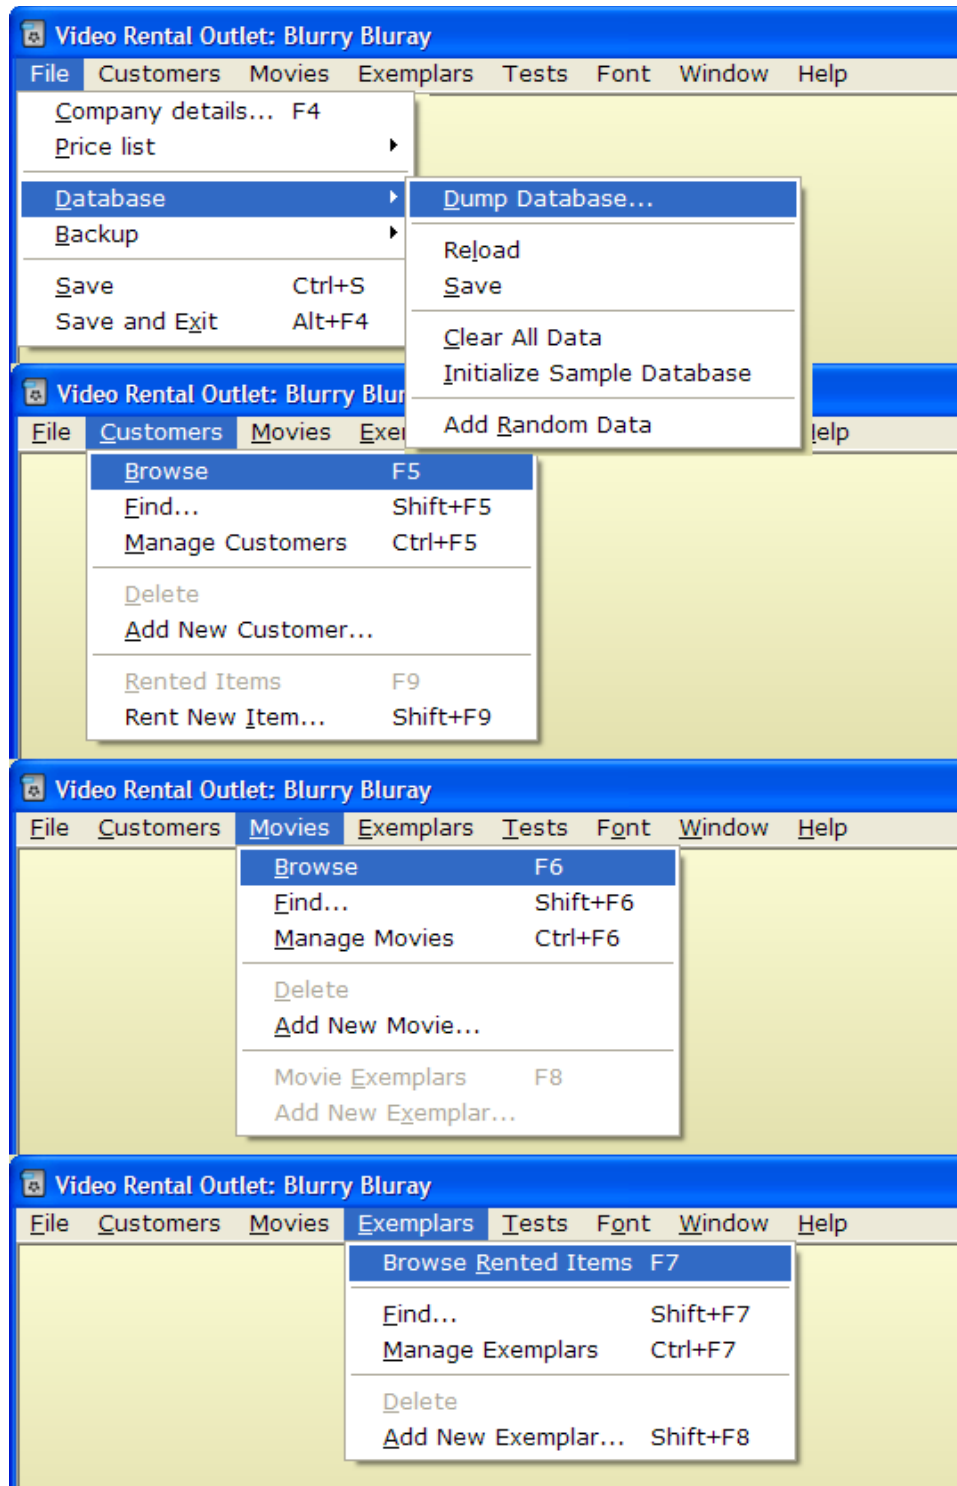 Video Rental Outlet: Blurry Bluray
File Customers Movies Exemplars Tests Font Window Help
Company details... F4
Price list
Database
Backup
Save Ctrl+S
Save and Exit Alt+F4
Dump Database...
Reload
Save
Clear All Data
Initialize Sample Database
Add Random Data
Video Rental Outlet: Blurry Blur
File Customers Movies Exe elp
Browse F5
Find... Shift+F5
Manage Customers Ctrl+F5
Delete
Add New Customer...
Rented Items F9
Rent New Item... Shift+F9
Video Rental Outlet: Blurry Bluray
File Customers Movies Exemplars Tests Font Window Help
Browse F6
Find... Shift+F6
Manage Movies Ctrl+F6
Delete
Add New Movie...
Movie Exemplars F8
Add New Exemplar...
Video Rental Outlet: Blurry Bluray
File Customers Movies Exemplars Tests Font Window Help
Browse Rented Items F7
Find... Shift+F7
Manage Exemplars Ctrl+F7
Delete
Add New Exemplar... Shift+F8